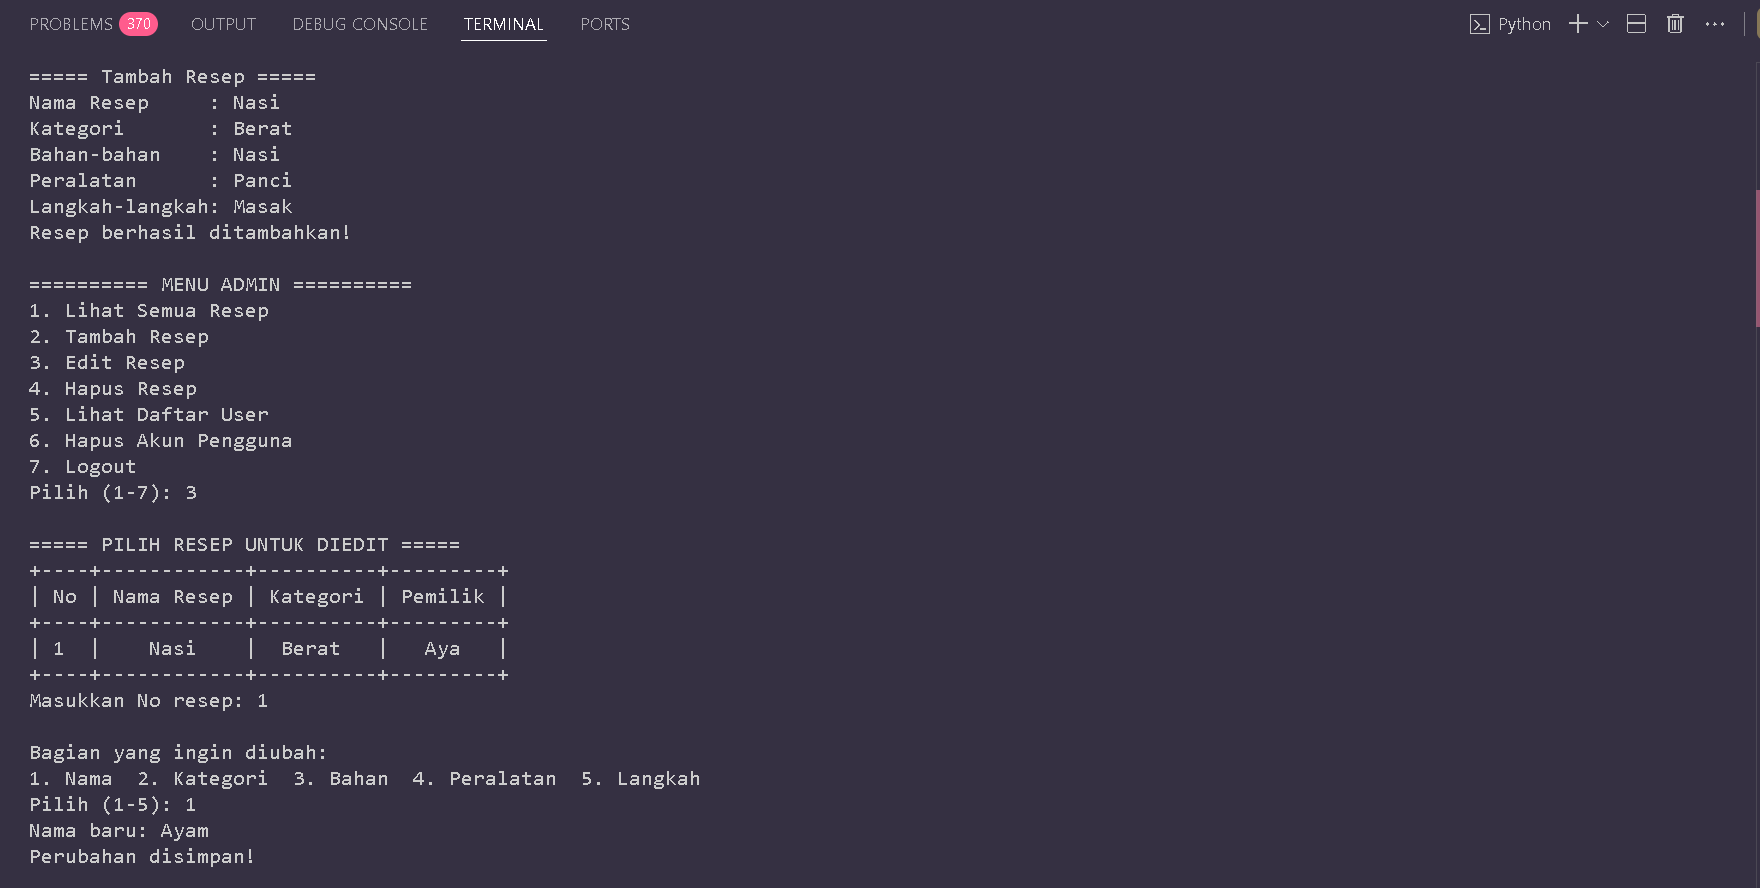 PROBLEMS 370 OUTPUT DEBUG CONSOLE TERMINAL PORTS Python
===== Tambah Resep =====
Nama Resep     : Nasi
Kategori       : Berat
Bahan-bahan    : Nasi
Peralatan      : Panci
Langkah-langkah: Masak
Resep berhasil ditambahkan!
========== MENU ADMIN ==========
1. Lihat Semua Resep
2. Tambah Resep
3. Edit Resep
4. Hapus Resep
5. Lihat Daftar User
6. Hapus Akun Pengguna
7. Logout
Pilih (1-7): 3
===== PILIH RESEP UNTUK DIEDIT =====
+----+------------+----------+---------+
| No | Nama Resep | Kategori | Pemilik |
+----+------------+----------+---------+
| 1  |    Nasi    |  Berat   |   Aya   |
+----+------------+----------+---------+
Masukkan No resep: 1
Bagian yang ingin diubah:
1. Nama  2. Kategori  3. Bahan  4. Peralatan  5. Langkah
Pilih (1-5): 1
Nama baru: Ayam
Perubahan disimpan!